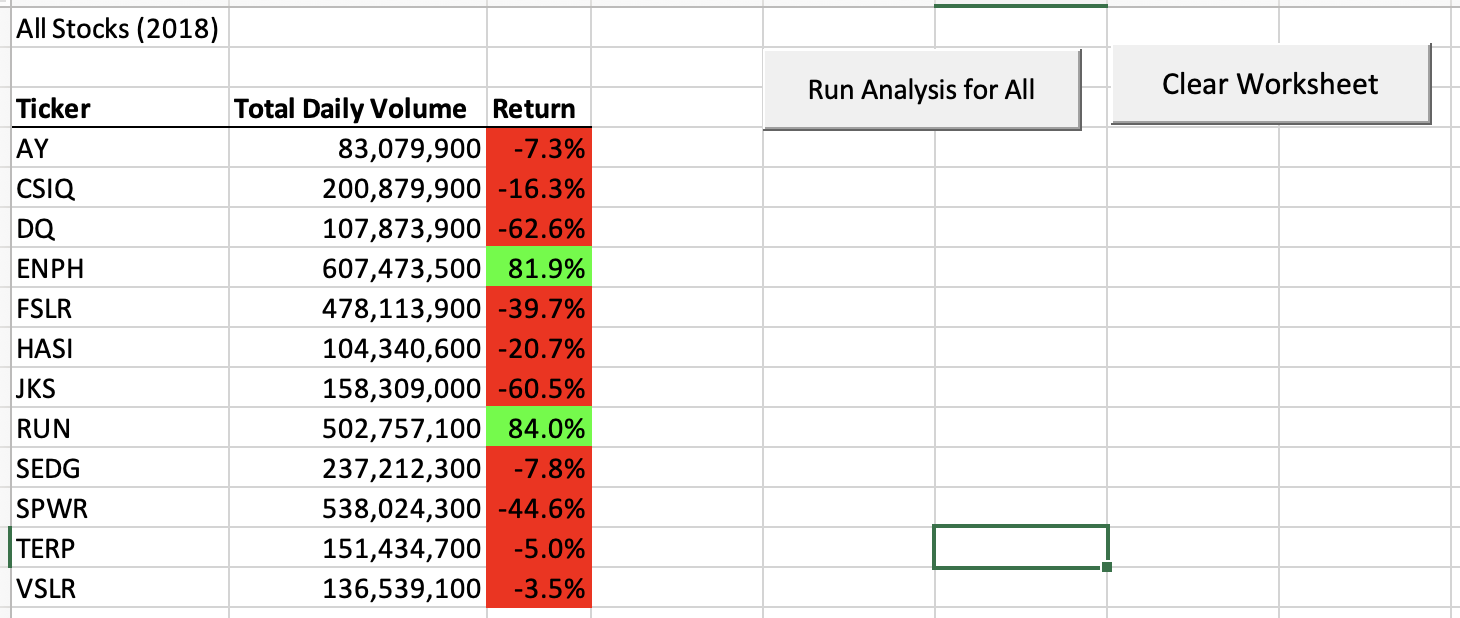 All Stocks (2018)
Run Analysis for All
Clear Worksheet
Ticker Total Daily Volume Return
AY 83,079,900 -7.3%
CSIQ 200,879,900 -16.3%
DQ 107,873,900 -62.6%
ENPH 607,473,500 81.9%
FSLR 478,113,900 -39.7%
HASI 104,340,600 -20.7%
JKS 158,309,000 -60.5%
RUN 502,757,100 84.0%
SEDG 237,212,300 -7.8%
SPWR 538,024,300 -44.6%
TERP 151,434,700 -5.0%
VSLR 136,539,100 -3.5%